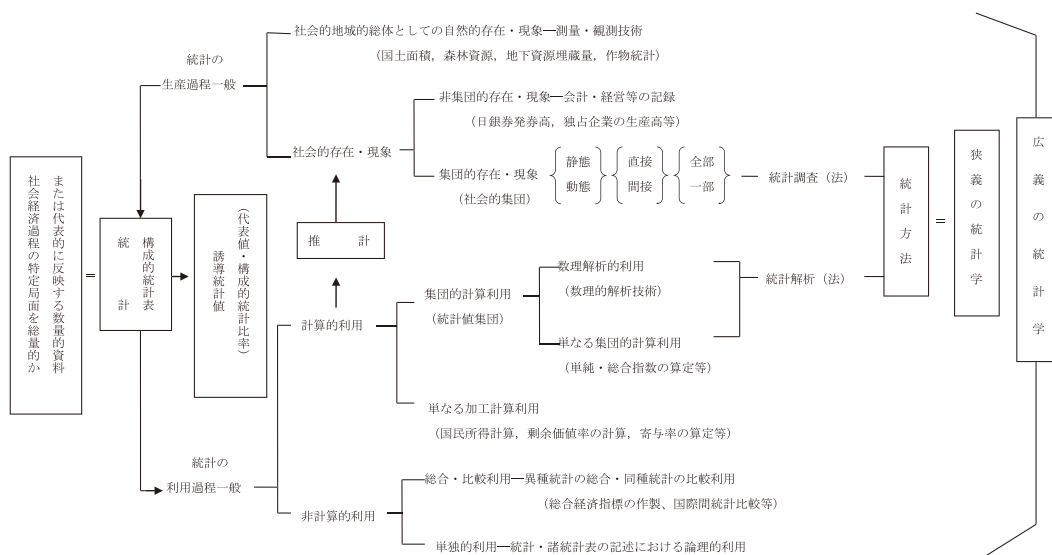 社会的地域的総体としての自然的存在・現象―測量・観測技術
(国土面積，森林資源，地下資源埋蔵量，作物統計)
統計の
生産過程一般
非集団的存在・現象―会計・経営等の記録
(日銀券発券高，独占企業の生産高等)
社会的存在・現象
集団的存在・現象
(社会的集団)
静態
動態
直接
間接
全部
一部
統計調査（法）
統計方法
=
狭義の統計学
広義の統計学
社会経済過程の特定局面を総量的か
または代表的に反映する数量的資料
=
構成的統計表
統計
(代表値・構成的統計比率)
誘導統計値
推計
数理解析的利用
(数理的解析技術)
統計解析（法）
集団的計算利用
(統計値集団)
計算的利用
単なる集団的計算利用
(単純・総合指数の算定等)
単なる加工計算利用
(国民所得計算，剰余価値率の計算，寄与率の算定等)
統計の
利用過程一般
総合・比較利用―異種統計の総合・同種統計の比較利用
(総合経済指標の作製、国際間統計比較等)
非計算的利用
単独的利用―統計・諸統計表の記述における論理的利用